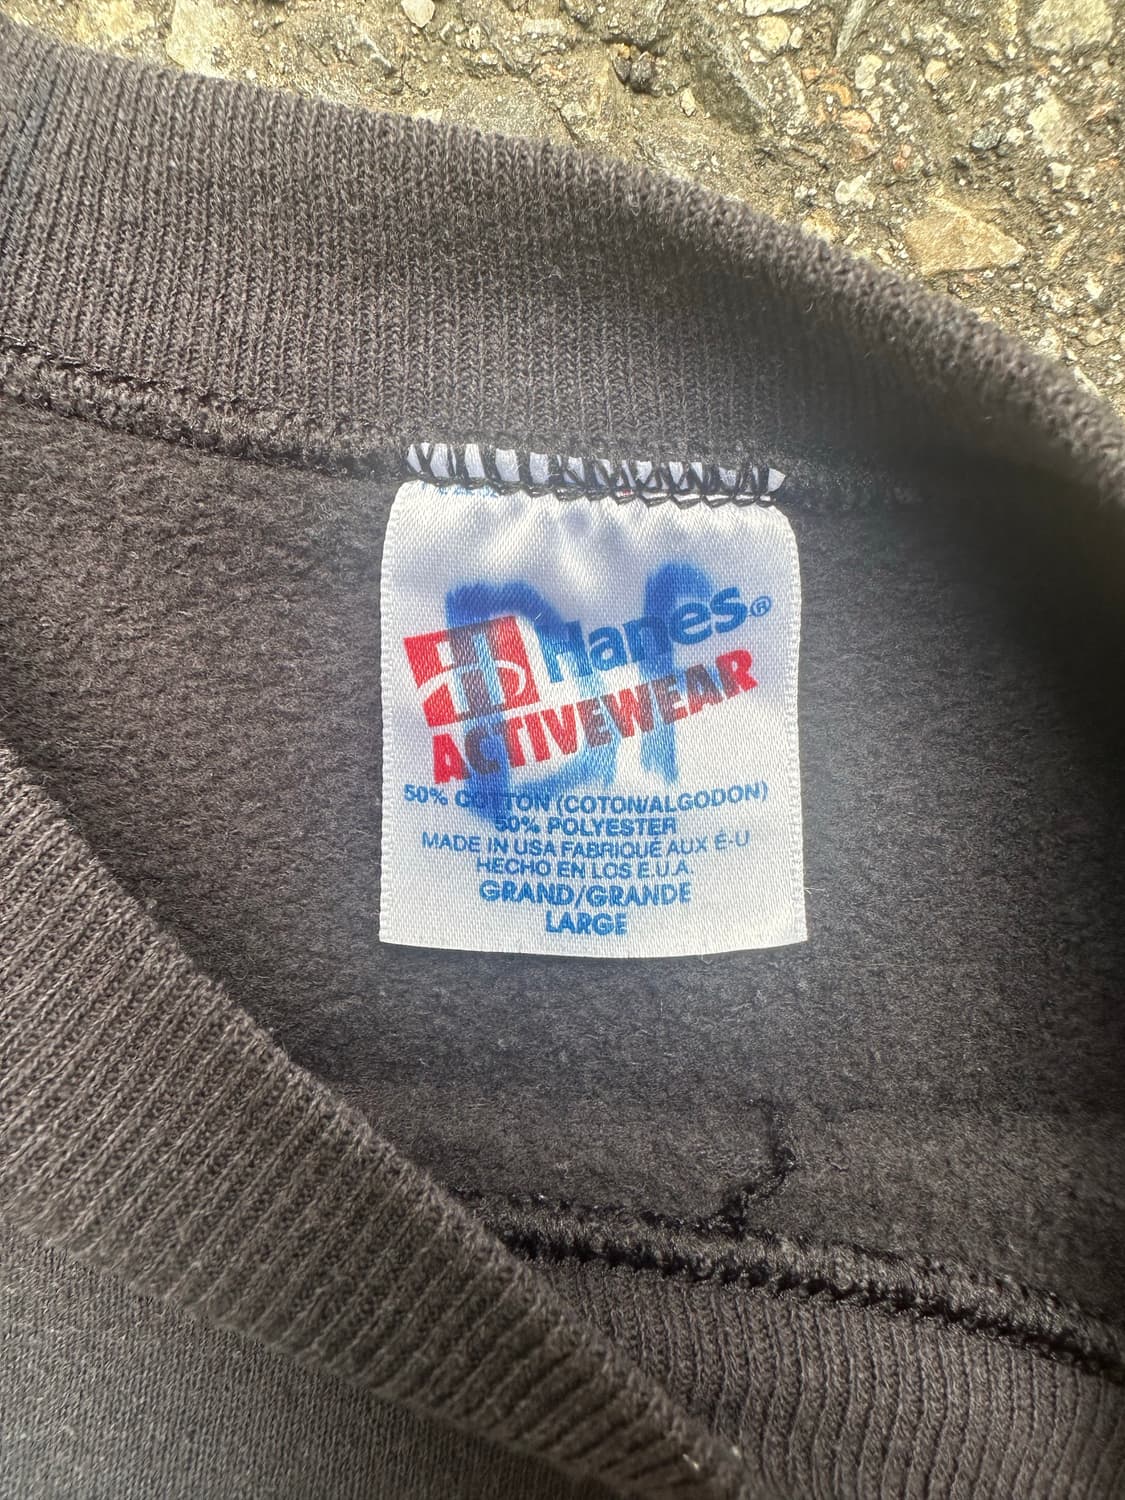 Hanes®
ACTIVEWEAR
50% COTTON (COTON/ALGODON)
50% POLYESTER
MADE IN USA FABRIQUÉ AUX É-U
HECHO EN LOS E.U.A.
GRAND/GRANDE
LARGE